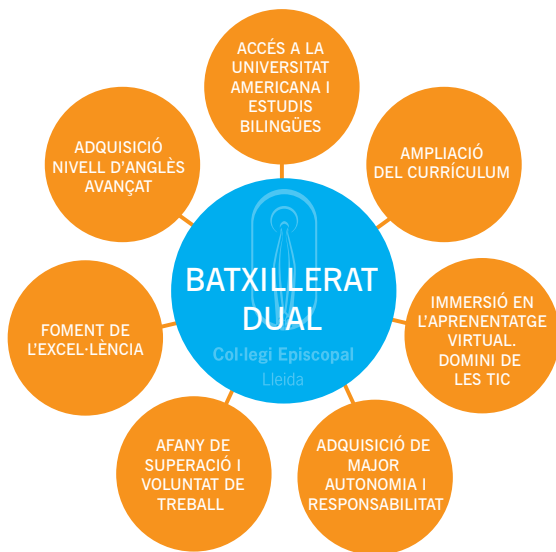 ACCÉS A LA
UNIVERSITAT
AMERICANA I
ESTUDIS
BILINGÜES
AMPLIACIÓ
DEL CURRÍCULUM
IMMERSIÓ EN
L'APRENENTATGE
VIRTUAL.
DOMINI DE
LES TIC
ADQUISICIÓ DE
MAJOR
AUTONOMIA I
RESPONSABILITAT
AFANY DE
SUPERACIÓ I
VOLUNTAT DE
TREBALL
FOMENT DE
L'EXCEL·LÈNCIA
ADQUISICIÓ
NIVELL D'ANGLÈS
AVANÇAT
BATXILLERAT
DUAL
Col·legi Episcopal
Lleida